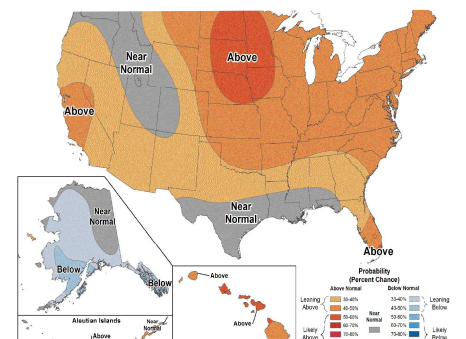 Near
Normal
Above
Above
Near
Normal
Above
Near
Normal
Below
Below
Aleutian Islands
Above
Near
Normal
Above
Above
Probability
(Percent Chance)
Above Normal
Below Normal
Leaning
Above
33-40%
40-50%
50-60%
60-70%
70-80%
Likely
Above
Near
Normal
33-40%
40-50%
50-60%
60-70%
70-80%
Leaning
Below
Likely
Below